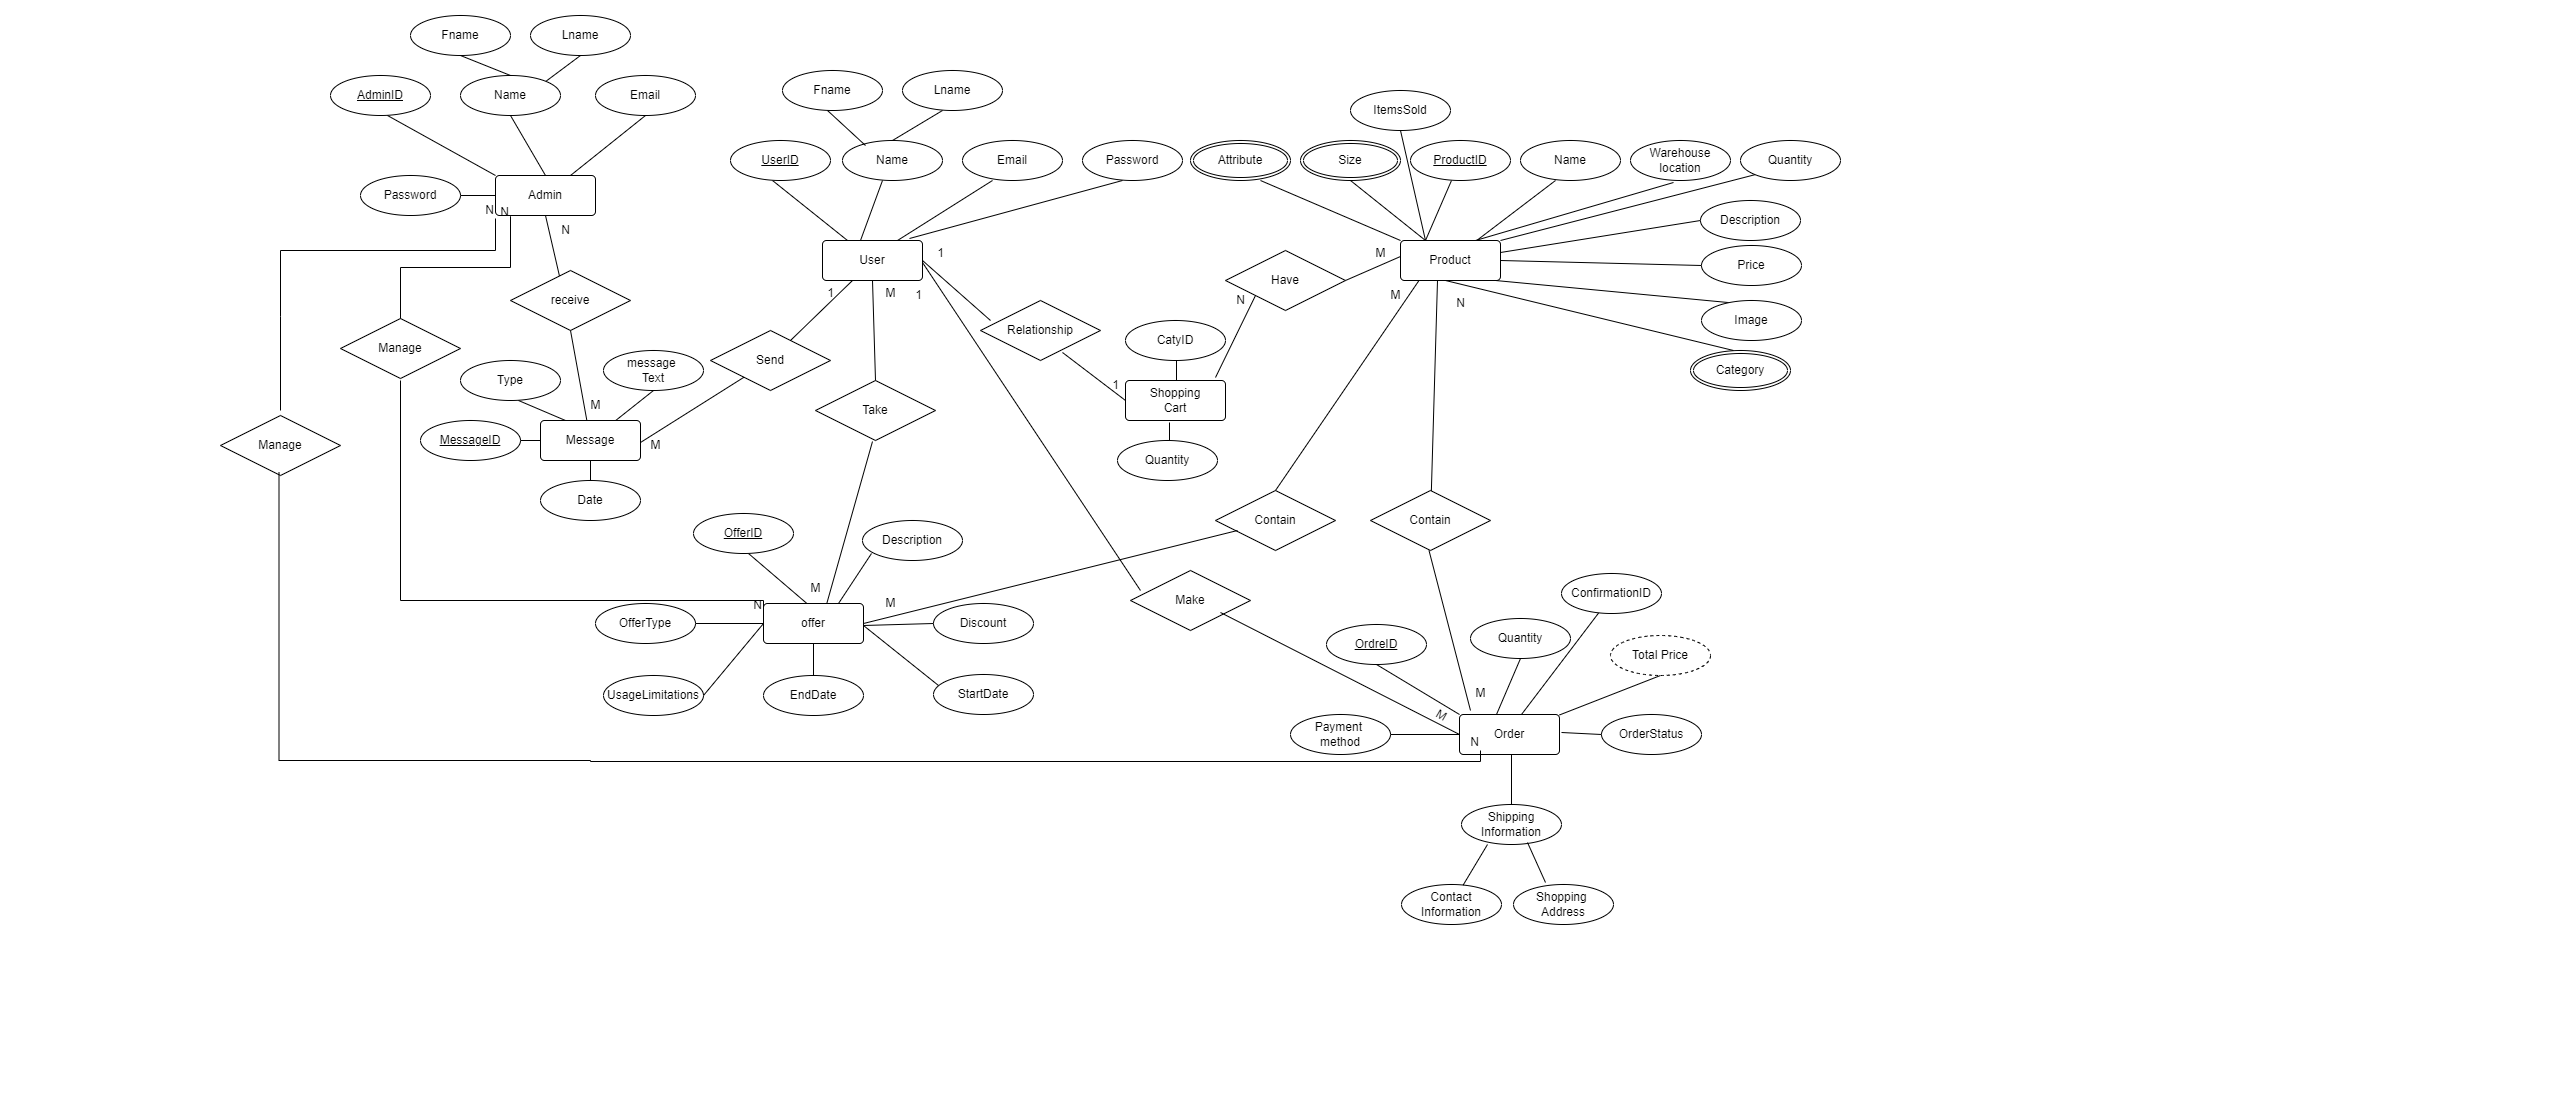 Fname
Lname
AdminID
Name
Email
Password
Admin
N
N
N
Fname
Lname
UserID
Name
Email
Password
User
1
1
M
1
ItemsSold
Attribute
Size
ProductID
Name
Warehouse
location
Quantity
Description
Price
Image
Category
Product
M
M
N
Have
N
receive
Manage
Manage
Relationship
1
CatyID
Shopping
Cart
Quantity
Send
Take
Type
message
Text
M
MessageID
Message
M
Date
OfferID
Description
M
N
M
OfferType
offer
Discount
UsageLimitations
EndDate
StartDate
Contain
Contain
Make
ConfirmationID
OrdreID
Quantity
Total Price
M
M
Payment
method
N
Order
OrderStatus
Shipping
Information
Contact
Information
Shopping
Address